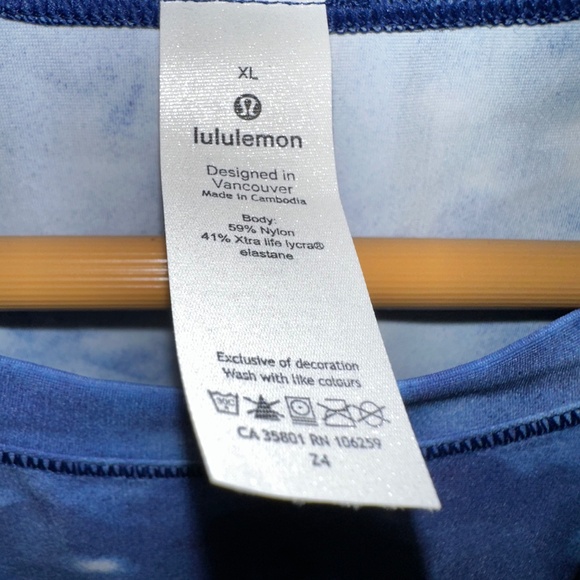 XL
lululemon
Designed in
Vancouver
Made in Cambodia
Body:
59% Nylon
41% Xtra life lycra®
elastane
Exclusive of decoration
Wash with like colours
30C
CA 35801 RN 106259
Z4